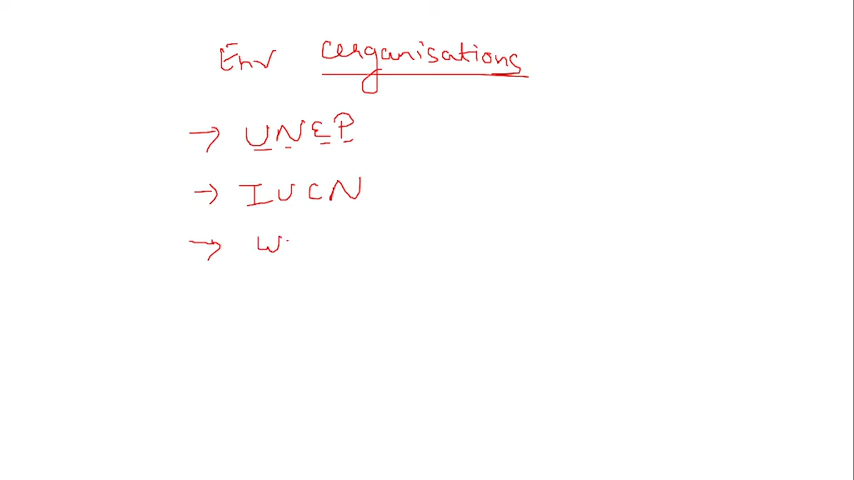 Env organisations
→ UNEP
→ IUCN
→ W